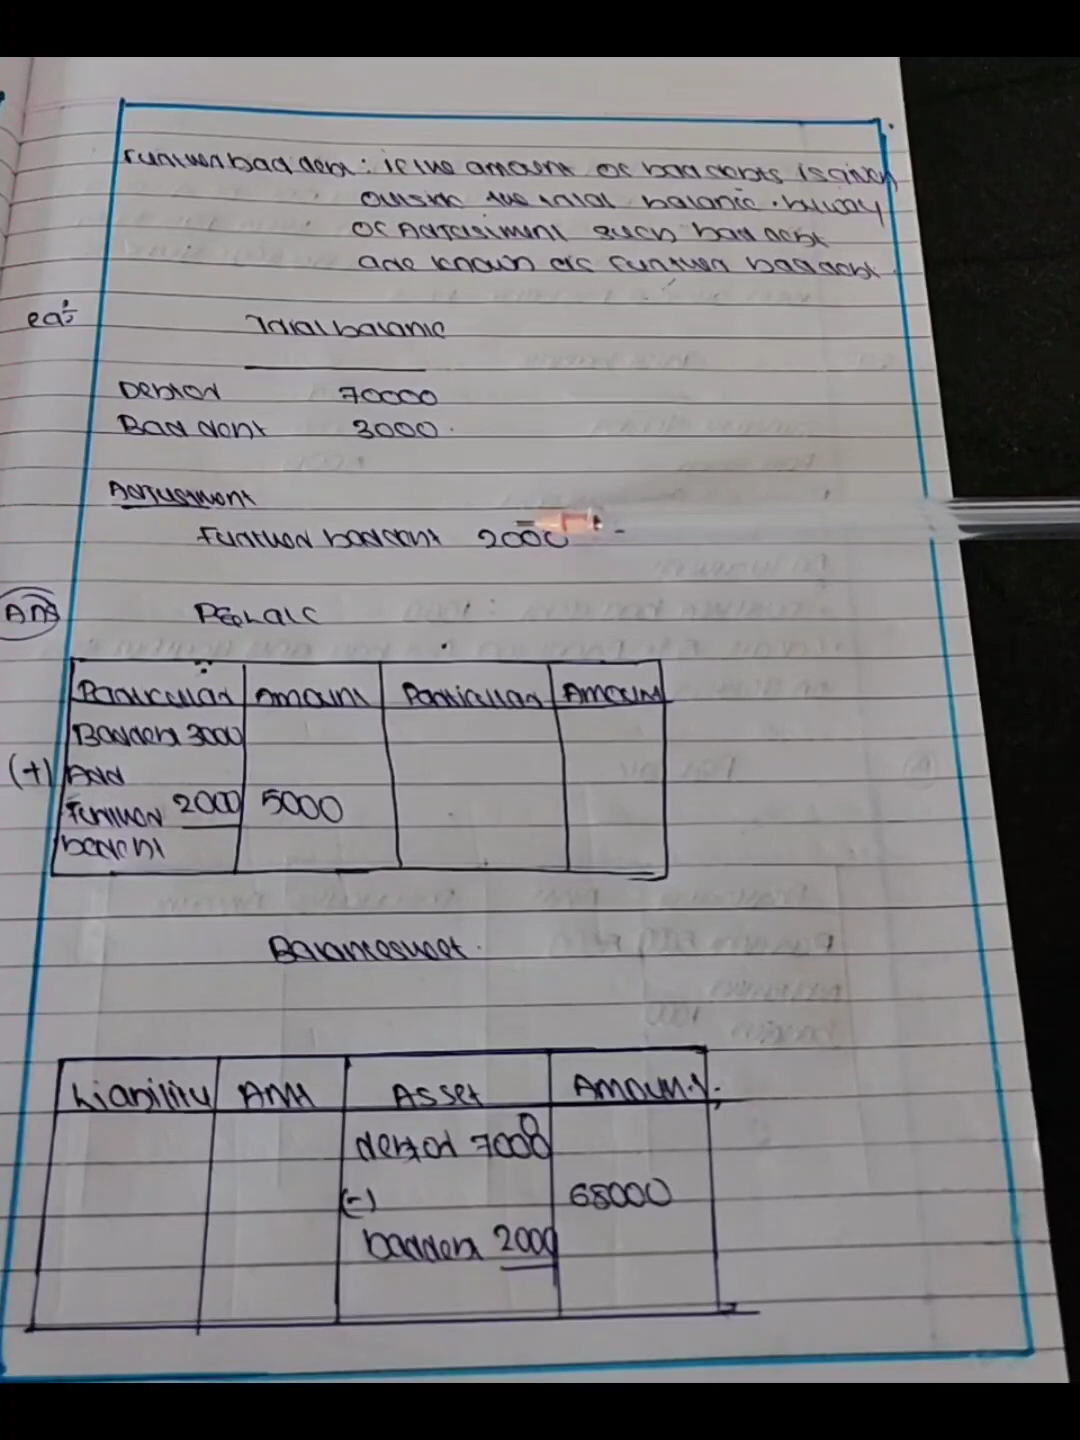 Further bad debt : if the amount of bad debts is given
outside the trial balance . by way
of Adjustment such bad debt
are known as further bad debt
eg:-
Trial balance
Debtor 70000
Bad debt 3000.
Adjustment
Further bad debt 2000 -
Ans
P&L a/c
Particular Amount Particular Amount
Bad debt 3000
(+) Add
Further 2000 5000
bad debt
Balance sheet.
Liability Amt Asset Amount
debtor 70000
(-) 68000
bad debt 2000